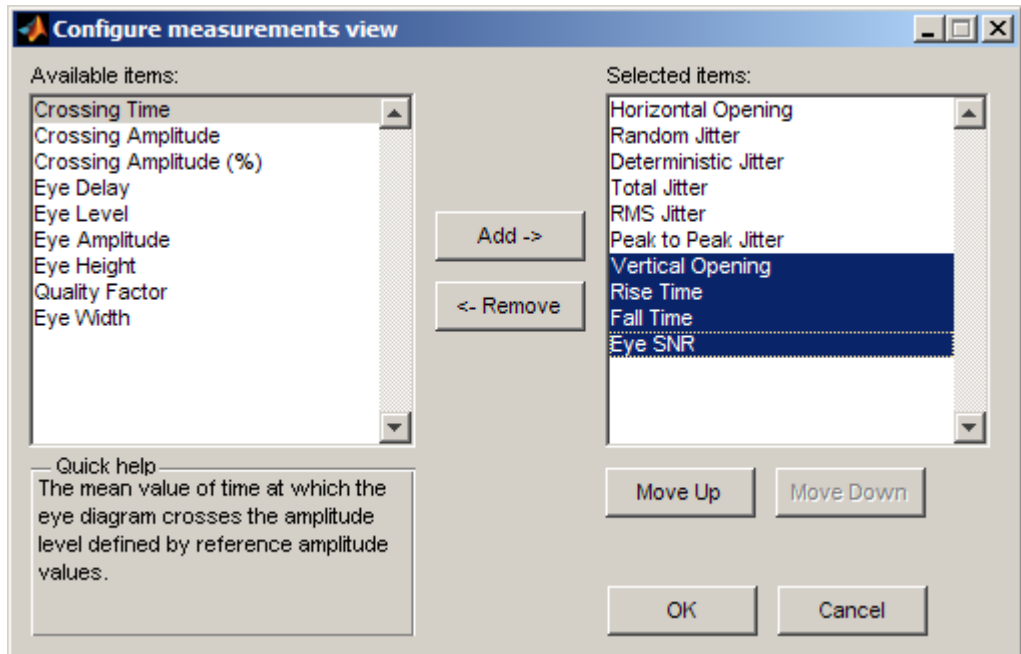 Configure measurements view
Available items:
Crossing Time
Crossing Amplitude
Crossing Amplitude (%)
Eye Delay
Eye Level
Eye Amplitude
Eye Height
Quality Factor
Eye Width
Quick help
The mean value of time at which the
eye diagram crosses the amplitude
level defined by reference amplitude
values.
Add ->
<- Remove
Selected items:
Horizontal Opening
Random Jitter
Deterministic Jitter
Total Jitter
RMS Jitter
Peak to Peak Jitter
Vertical Opening
Rise Time
Fall Time
Eye SNR
Move Up
Move Down
OK
Cancel